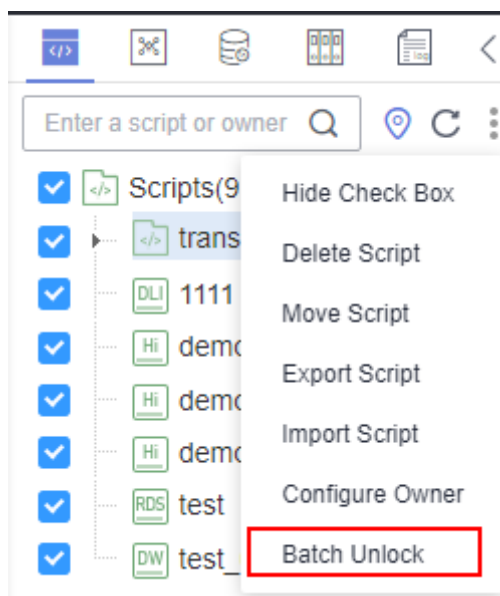 </>
log
Enter a script or owner
</> Scripts(9
</> trans
DLI 1111
Hi demo
Hi demo
Hi demo
RDS test
DW test_
Hide Check Box
Delete Script
Move Script
Export Script
Import Script
Configure Owner
Batch Unlock